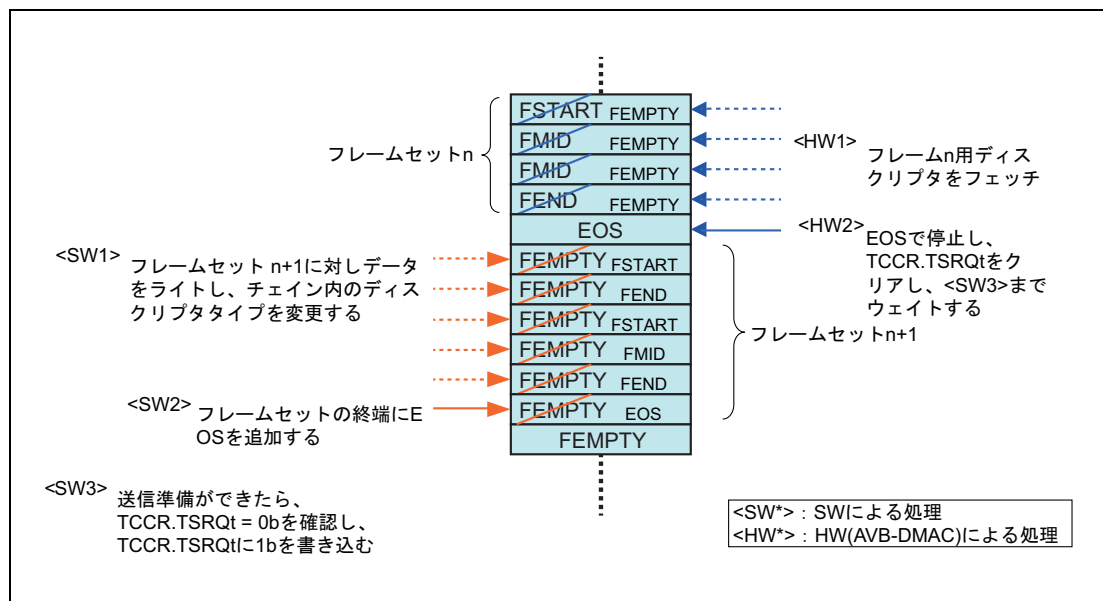 フレームセットn
FSTART FEMPTY
FMID FEMPTY
FMID FEMPTY
FEND FEMPTY
EOS
FEMPTY FSTART
FEMPTY FEND
FEMPTY FSTART
FEMPTY FMID
FEMPTY FEND
FEMPTY EOS
FEMPTY
<HW1>
フレームn用ディス
クリプタをフェッチ
<HW2>
EOSで停止し、
TCCR.TSRQtをク
リアし、<SW3>まで
ウェイトする
フレームセットn+1
<SW1>
フレームセット n+1に対しデータ
をライトし、チェイン内のディス
クリプタタイプを変更する
<SW2>
フレームセットの終端にE
OSを追加する
<SW3>
送信準備ができたら、
TCCR.TSRQt = 0bを確認し、
TCCR.TSRQtに1bを書き込む
<SW*>：SWによる処理
<HW*>：HW(AVB-DMAC)による処理